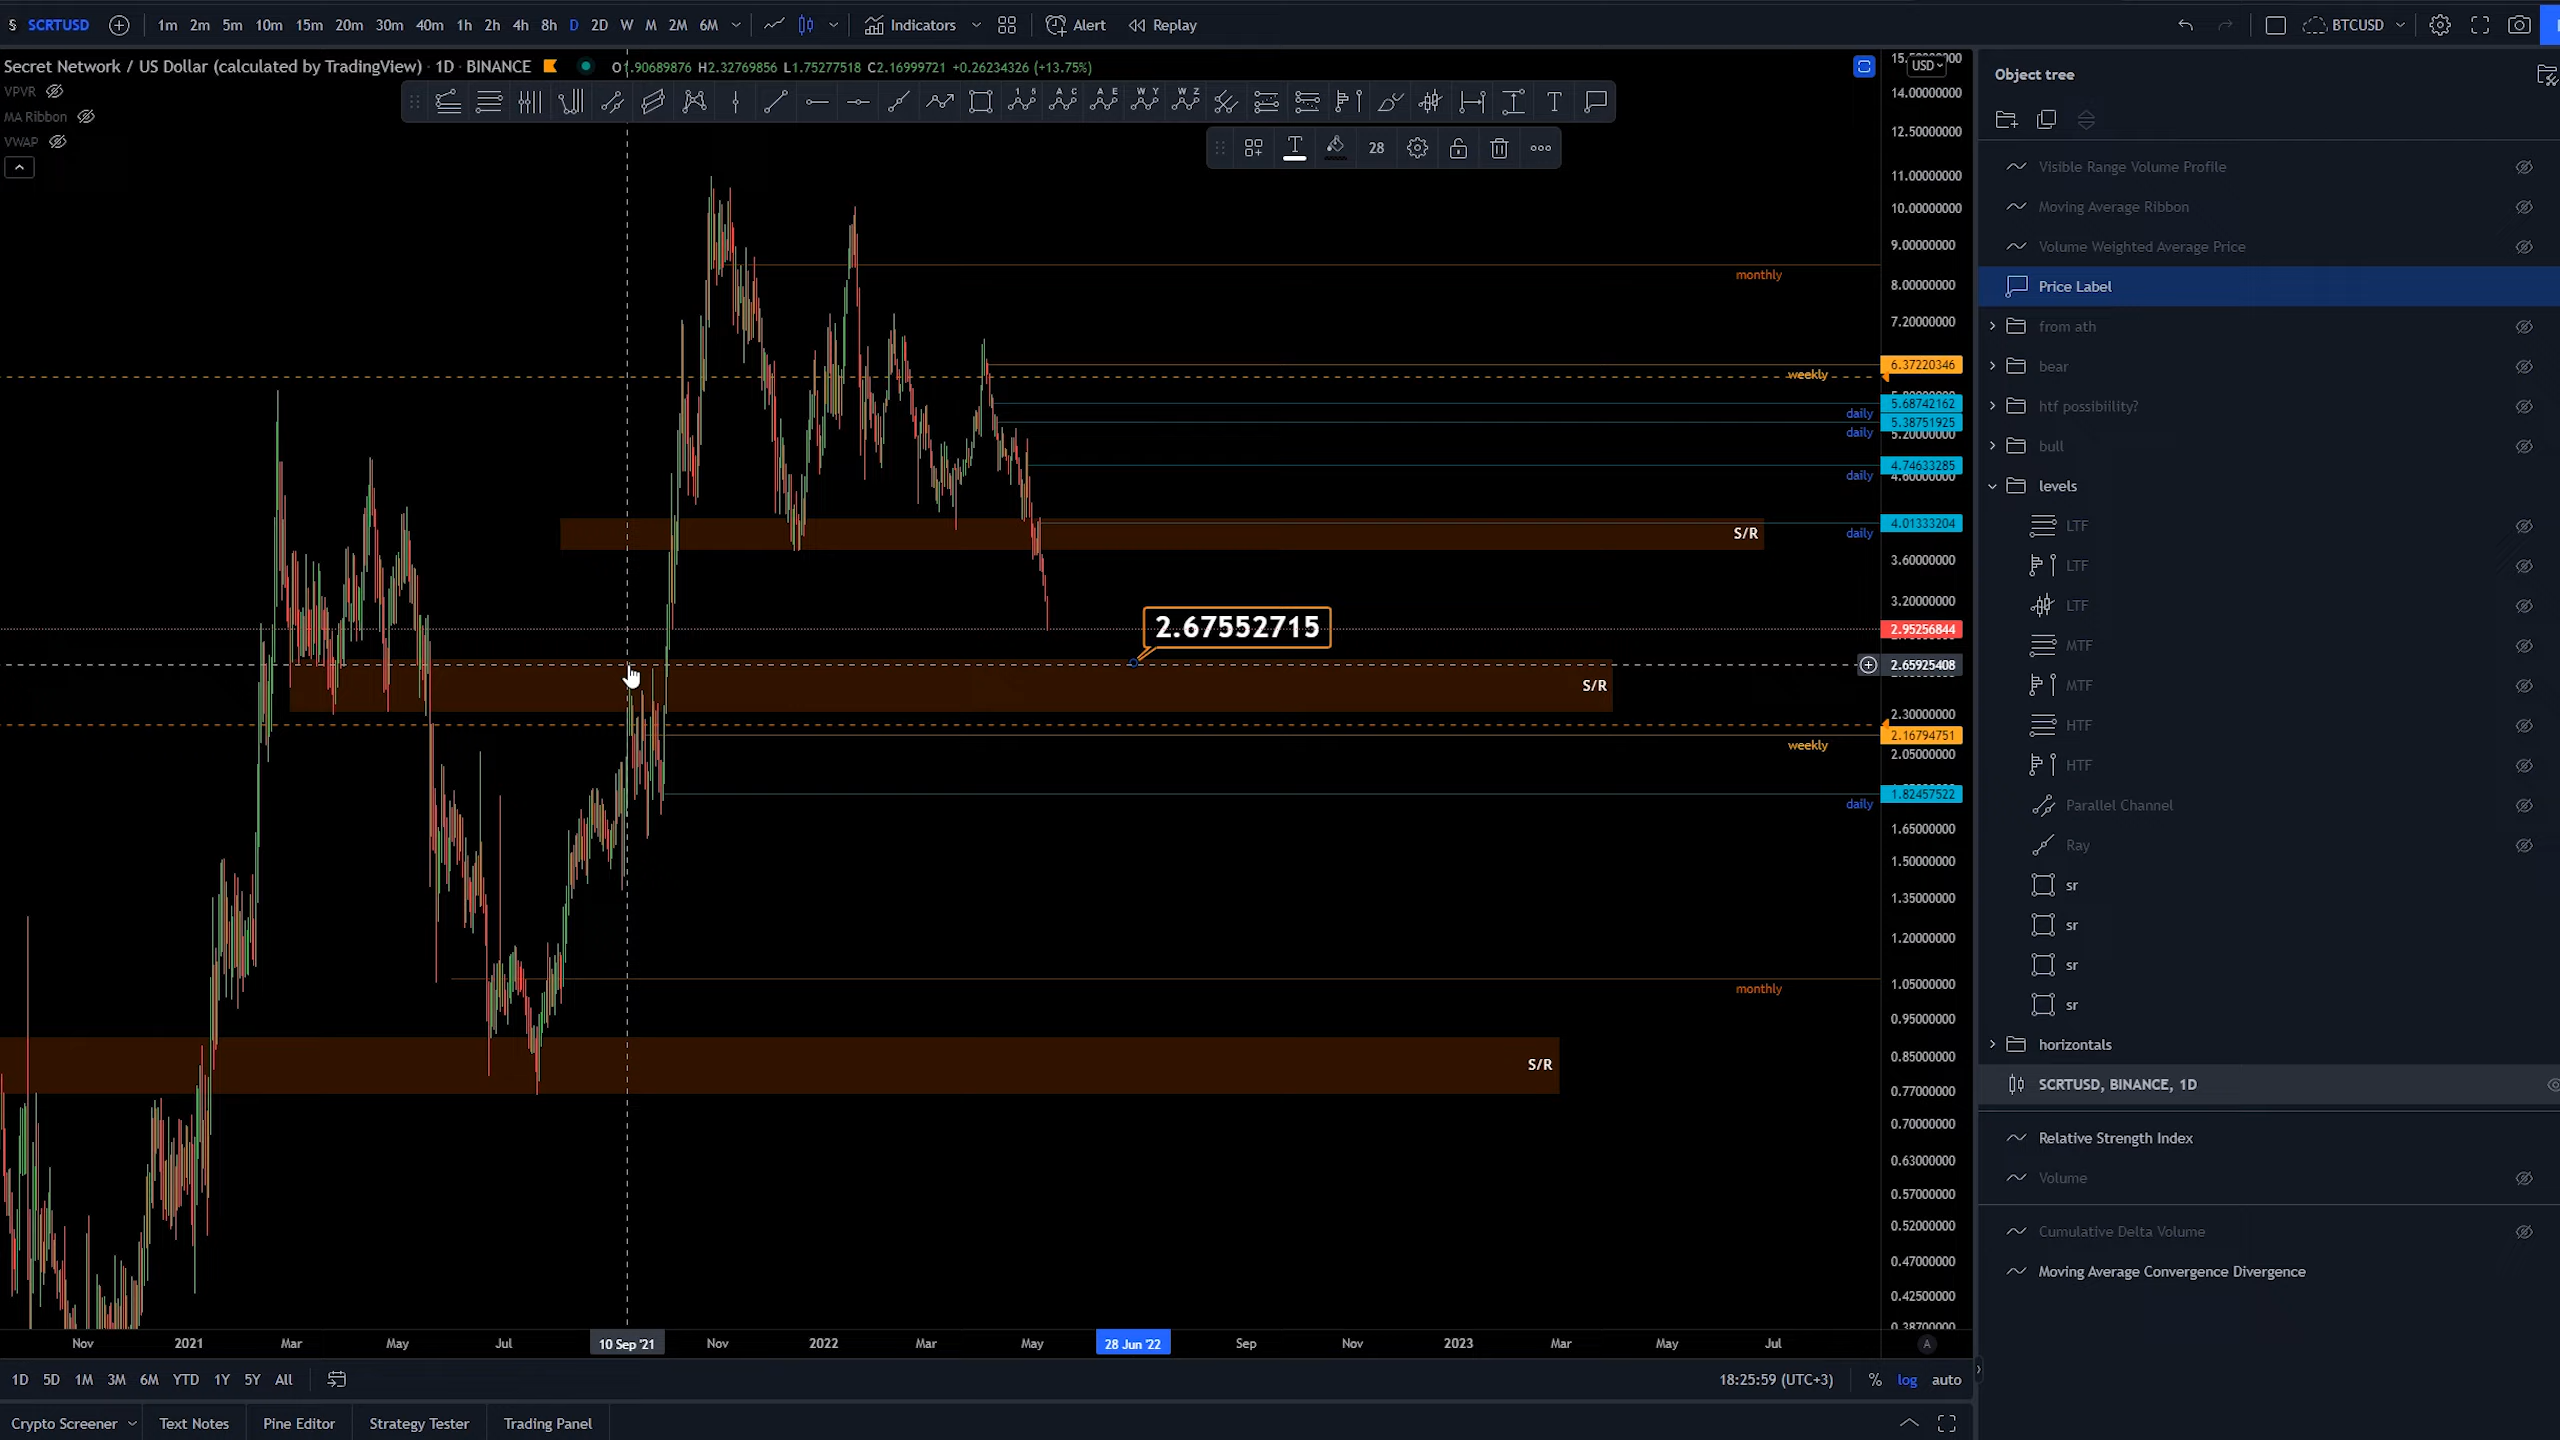 § SCRTUSD 1m 2m 5m 10m 15m 20m 30m 40m 1h 2h 4h 8h D 2D W M 2M 6M Indicators Alert Replay BTCUSD
Secret Network / US Dollar (calculated by TradingView) · 1D · BINANCE O1.90689876 H2.32769856 L1.75277518 C2.16999721 +0.26234326 (+13.75%)
VPVR
MA Ribbon
VWAP
1 5 A C A E W Y W Z T
T 28
USD
14.00000000
12.50000000
11.00000000
10.00000000
9.00000000
monthly
8.00000000
7.20000000
6.37220346
weekly
5.68742162
daily
5.38751925
daily
5.20000000
4.74633285
daily
4.60000000
4.01333204
S/R
daily
3.60000000
3.20000000
2.67552715
2.95256844
2.65925408
S/R
2.30000000
2.16794751
weekly
2.05000000
1.82457522
daily
1.65000000
1.50000000
1.35000000
1.20000000
monthly
1.05000000
0.95000000
0.85000000
S/R
0.77000000
0.70000000
0.63000000
0.57000000
0.52000000
0.47000000
0.42500000
0.38700000
Nov 2021 Mar May Jul 10 Sep '21 Nov 2022 Mar May 28 Jun '22 Sep Nov 2023 Mar May Jul A
1D 5D 1M 3M 6M YTD 1Y 5Y All 18:25:59 (UTC+3) % log auto
Crypto Screener Text Notes Pine Editor Strategy Tester Trading Panel
Object tree
Visible Range Volume Profile
Moving Average Ribbon
Volume Weighted Average Price
Price Label
from ath
bear
htf possibiility?
bull
levels
LTF
LTF
LTF
MTF
MTF
HTF
HTF
Parallel Channel
Ray
sr
sr
sr
sr
horizontals
SCRTUSD, BINANCE, 1D
Relative Strength Index
Volume
Cumulative Delta Volume
Moving Average Convergence Divergence